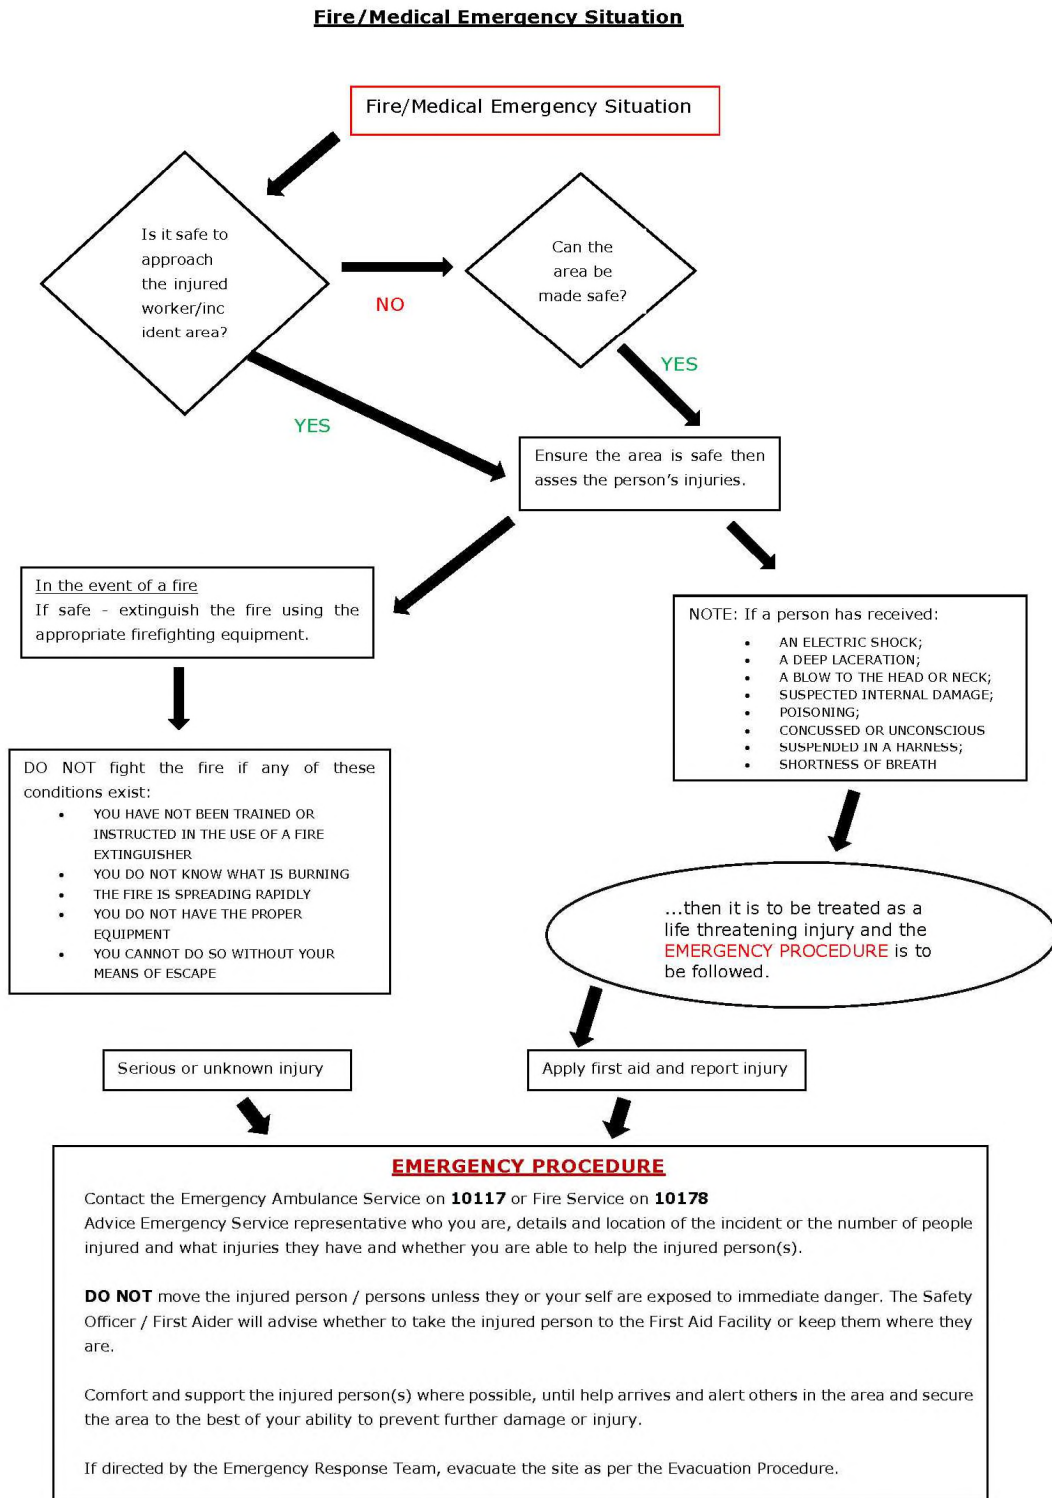 Fire/Medical Emergency Situation
Fire/Medical Emergency Situation
Is it safe to
approach
the injured
worker/inc
ident area?
NO
Can the
area be
made safe?
YES
YES
Ensure the area is safe then
asses the person's injuries.
In the event of a fire
If safe - extinguish the fire using the
appropriate firefighting equipment.
NOTE: If a person has received:
• AN ELECTRIC SHOCK;
• A DEEP LACERATION;
• A BLOW TO THE HEAD OR NECK;
• SUSPECTED INTERNAL DAMAGE;
• POISONING;
• CONCUSSED OR UNCONSCIOUS
• SUSPENDED IN A HARNESS;
• SHORTNESS OF BREATH
DO NOT fight the fire if any of these
conditions exist:
• YOU HAVE NOT BEEN TRAINED OR
INSTRUCTED IN THE USE OF A FIRE
EXTINGUISHER
• YOU DO NOT KNOW WHAT IS BURNING
• THE FIRE IS SPREADING RAPIDLY
• YOU DO NOT HAVE THE PROPER
EQUIPMENT
• YOU CANNOT DO SO WITHOUT YOUR
MEANS OF ESCAPE
...then it is to be treated as a
life threatening injury and the
EMERGENCY PROCEDURE is to
be followed.
Serious or unknown injury
Apply first aid and report injury
EMERGENCY PROCEDURE
Contact the Emergency Ambulance Service on 10117 or Fire Service on 10178
Advice Emergency Service representative who you are, details and location of the incident or the number of people
injured and what injuries they have and whether you are able to help the injured person(s).
DO NOT move the injured person / persons unless they or your self are exposed to immediate danger. The Safety
Officer / First Aider will advise whether to take the injured person to the First Aid Facility or keep them where they
are.
Comfort and support the injured person(s) where possible, until help arrives and alert others in the area and secure
the area to the best of your ability to prevent further damage or injury.
If directed by the Emergency Response Team, evacuate the site as per the Evacuation Procedure.